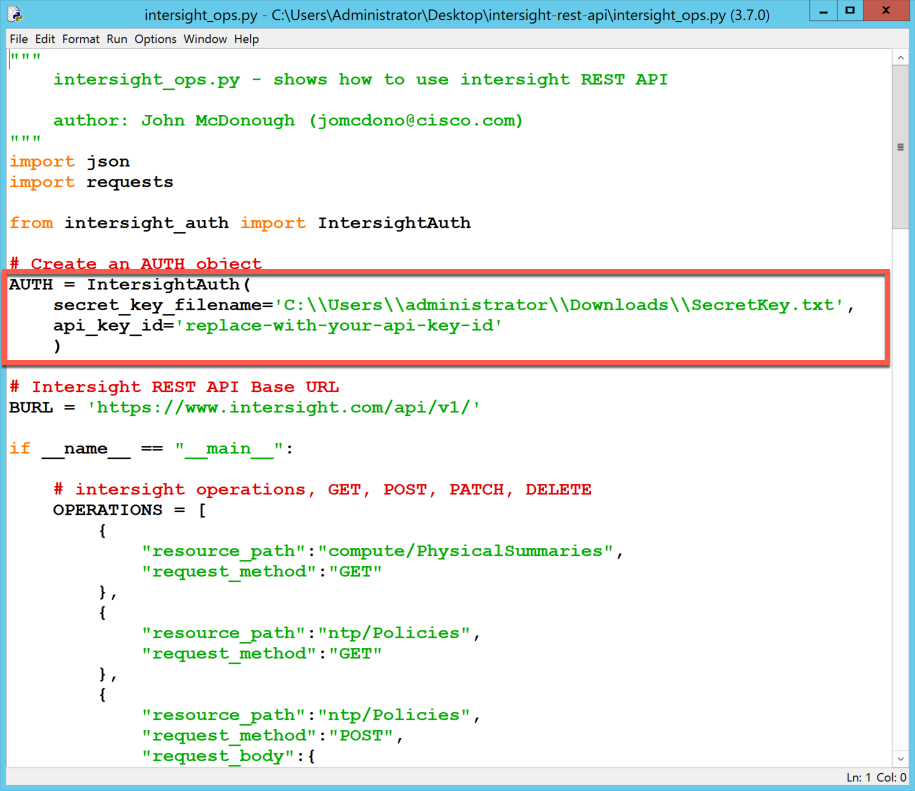 intersight_ops.py - C:\Users\Administrator\Desktop\intersight-rest-api\intersight_ops.py (3.7.0)
File Edit Format Run Options Window Help
"""
    intersight_ops.py - shows how to use intersight REST API

    author: John McDonough (jomcdono@cisco.com)
"""
import json
import requests

from intersight_auth import IntersightAuth

# Create an AUTH object
AUTH = IntersightAuth(
    secret_key_filename='C:\\Users\\administrator\\Downloads\\SecretKey.txt',
    api_key_id='replace-with-your-api-key-id'
    )

# Intersight REST API Base URL
BURL = 'https://www.intersight.com/api/v1/'

if __name__ == "__main__":

    # intersight operations, GET, POST, PATCH, DELETE
    OPERATIONS = [
        {
            "resource_path":"compute/PhysicalSummaries",
            "request_method":"GET"
        },
        {
            "resource_path":"ntp/Policies",
            "request_method":"GET"
        },
        {
            "resource_path":"ntp/Policies",
            "request_method":"POST",
            "request_body":{
Ln: 1 Col: 0